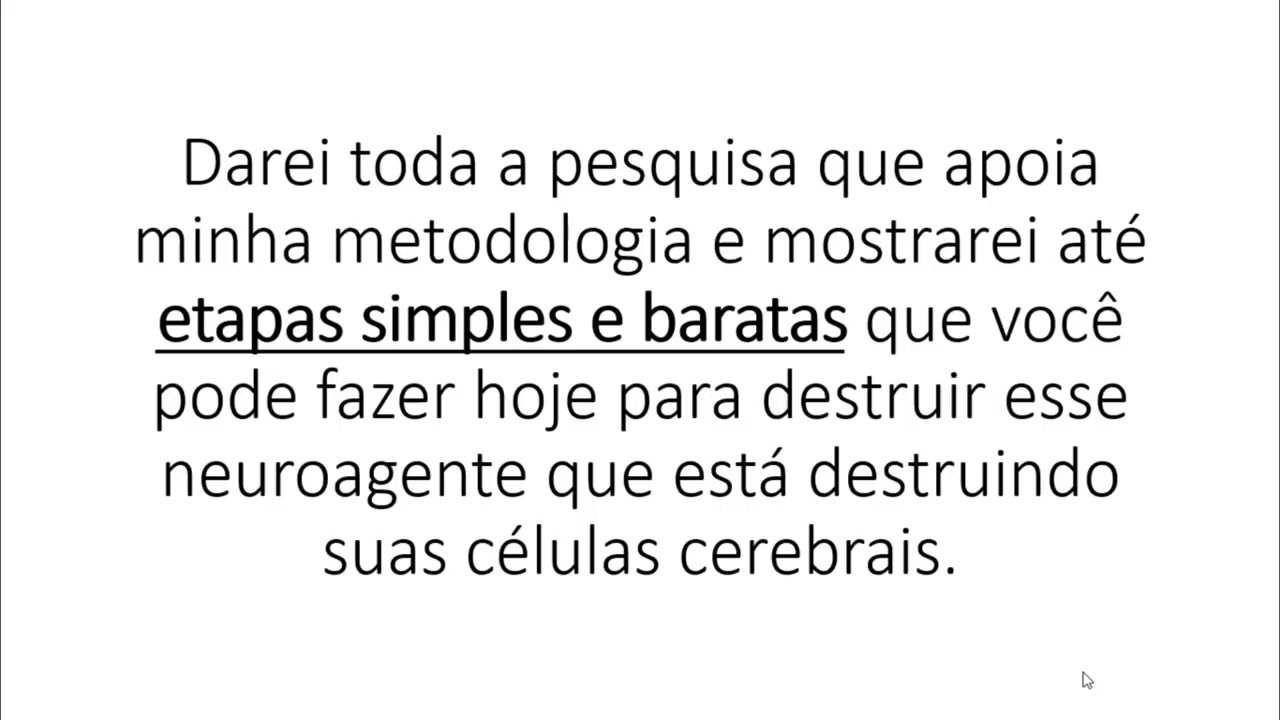 Darei toda a pesquisa que apoia
minha metodologia e mostrarei até
etapas simples e baratas que você
pode fazer hoje para destruir esse
neuroagente que está destruindo
suas células cerebrais.